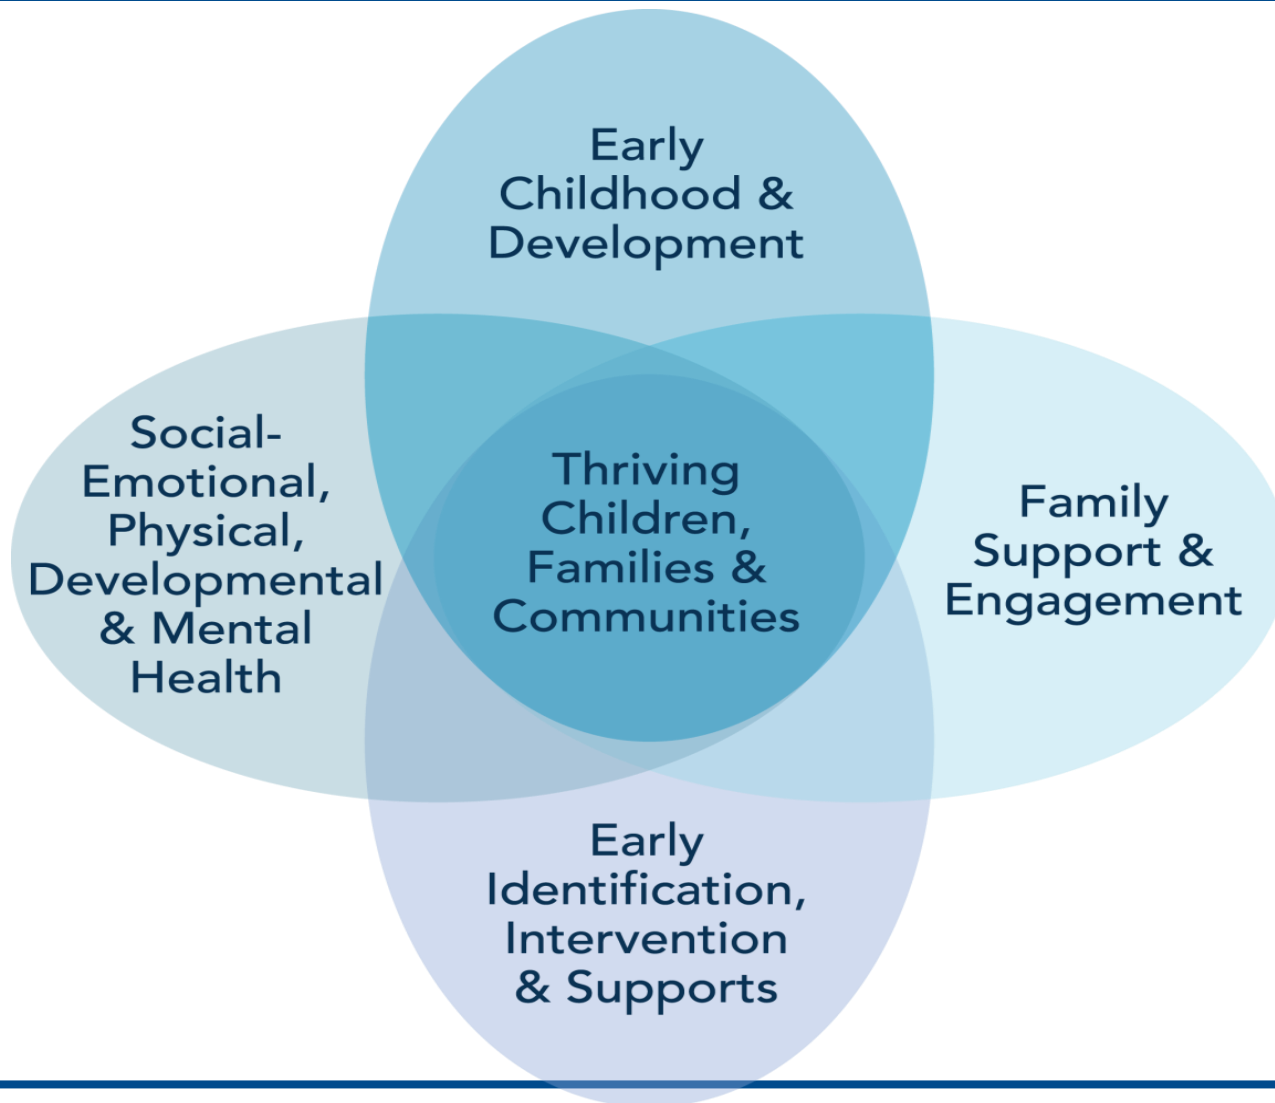 Early
Childhood &
Development
Social-
Emotional,
Physical,
Developmental
& Mental
Health
Thriving
Children,
Families &
Communities
Family
Support &
Engagement
Early
Identification,
Intervention
& Supports